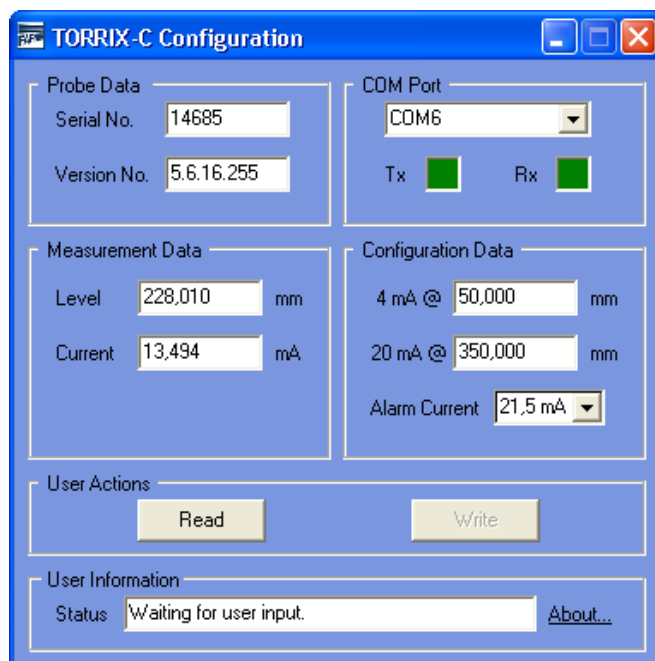 TORRIX-C Configuration
Probe Data
Serial No. 14685
Version No. 5.6.16.255
COM Port
COM6
Tx Rx
Measurement Data
Level 228,010 mm
Current 13,494 mA
Configuration Data
4 mA @ 50,000 mm
20 mA @ 350,000 mm
Alarm Current 21,5 mA
User Actions
Read Write
User Information
Status Waiting for user input. About...